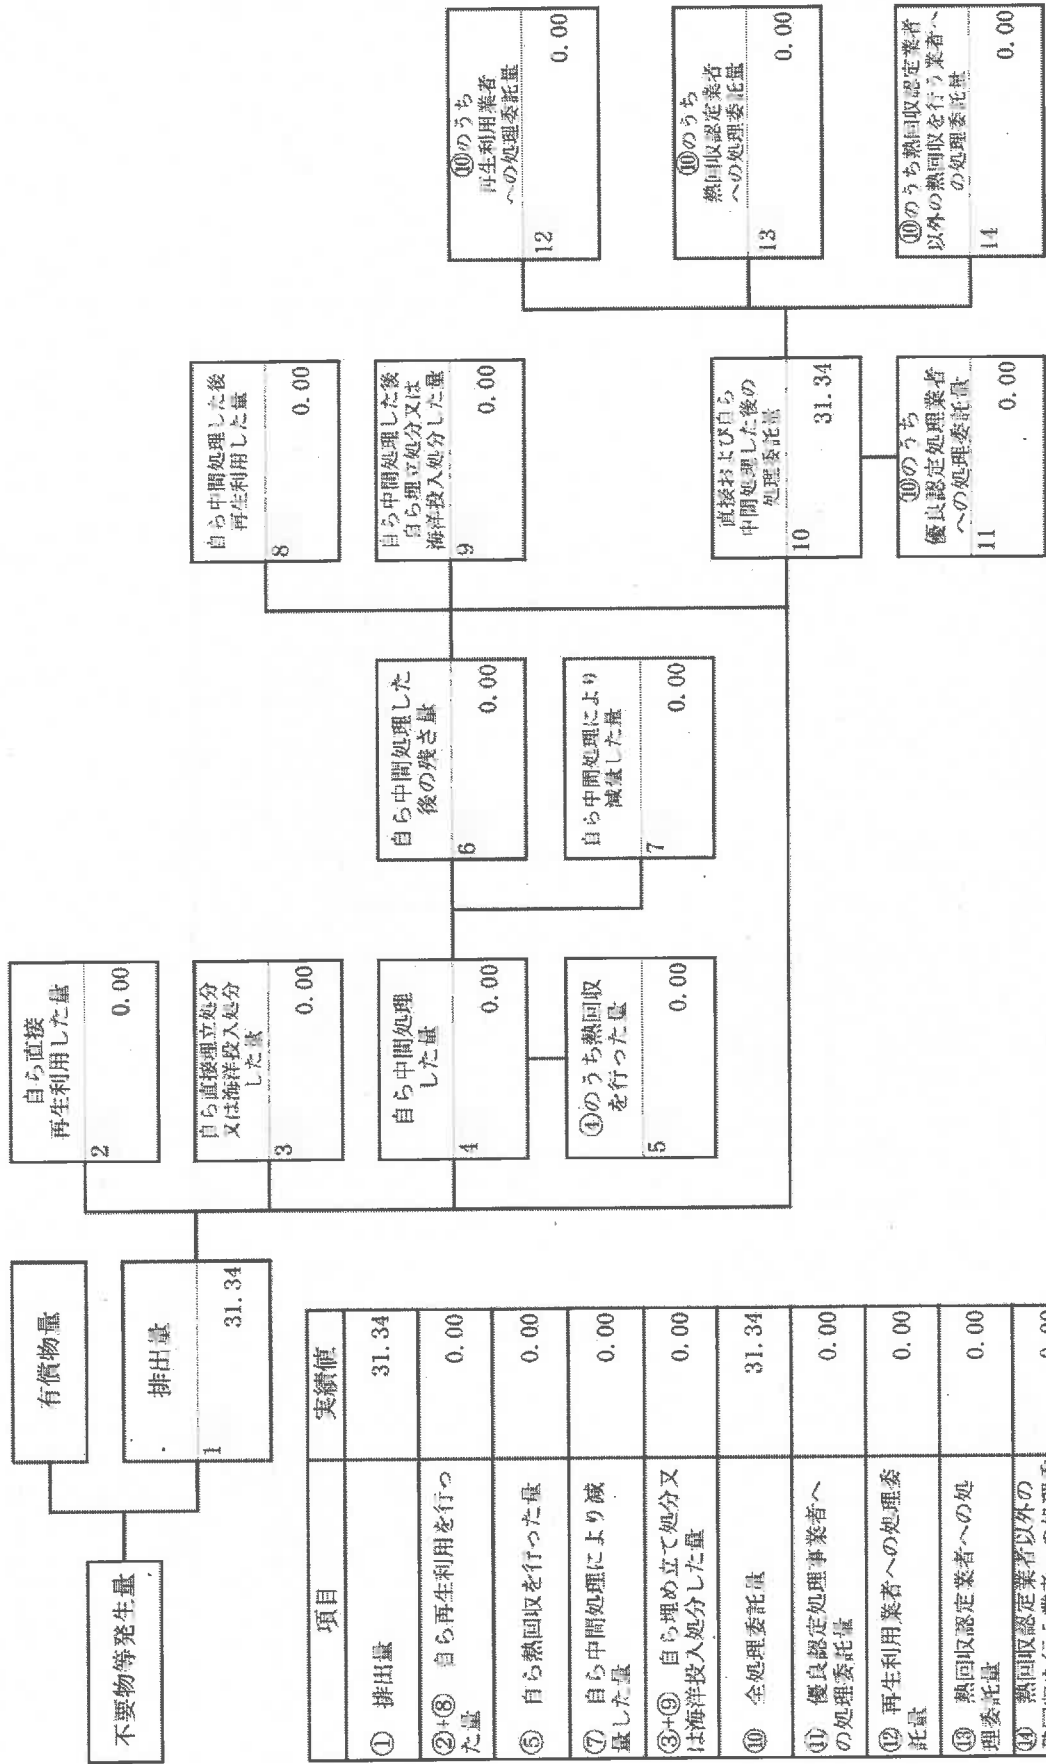 不要物等発生量
有償物量
排出量
1
31.34
自ら直接
再生利用した量
2
0.00
自ら直接埋立処分
又は海洋投入処分
した量
3
0.00
自ら中間処理
した量
4
0.00
④のうち熱回収
を行った量
5
0.00
自ら中間処理した
後の残さ量
6
0.00
自ら中間処理により
減量した量
7
0.00
自ら中間処理した後
再生利用した量
8
0.00
自ら中間処理した後
自ら埋立処分又は
海洋投入処分した量
9
0.00
直接および自ら
中間処理した後の
処理委託量
10
31.34
⑩のうち
優良認定処理業者
への処理委託量
11
0.00
⑩のうち
再生利用業者
への処理委託量
12
0.00
⑩のうち
熱回収認定業者
への処理委託量
13
0.00
⑩のうち熱回収認定業者
以外の熱回収を行う業者へ
の処理委託量
14
0.00
項目 実績値
① 排出量 31.34
②+⑧ 自ら再生利用を行っ
た量 0.00
⑤ 自ら熱回収を行った量 0.00
⑦ 自ら中間処理により減
量した量 0.00
③+⑨ 自ら埋め立て処分又
は海洋投入処分した量 0.00
⑩ 全処理委託量 31.34
⑪ 優良認定処理事業者へ
の処理委託量 0.00
⑫ 再生利用業者への処理委
託量 0.00
⑬ 熱回収認定業者への処
理委託量 0.00
⑭ 熱回収認定業者以外の